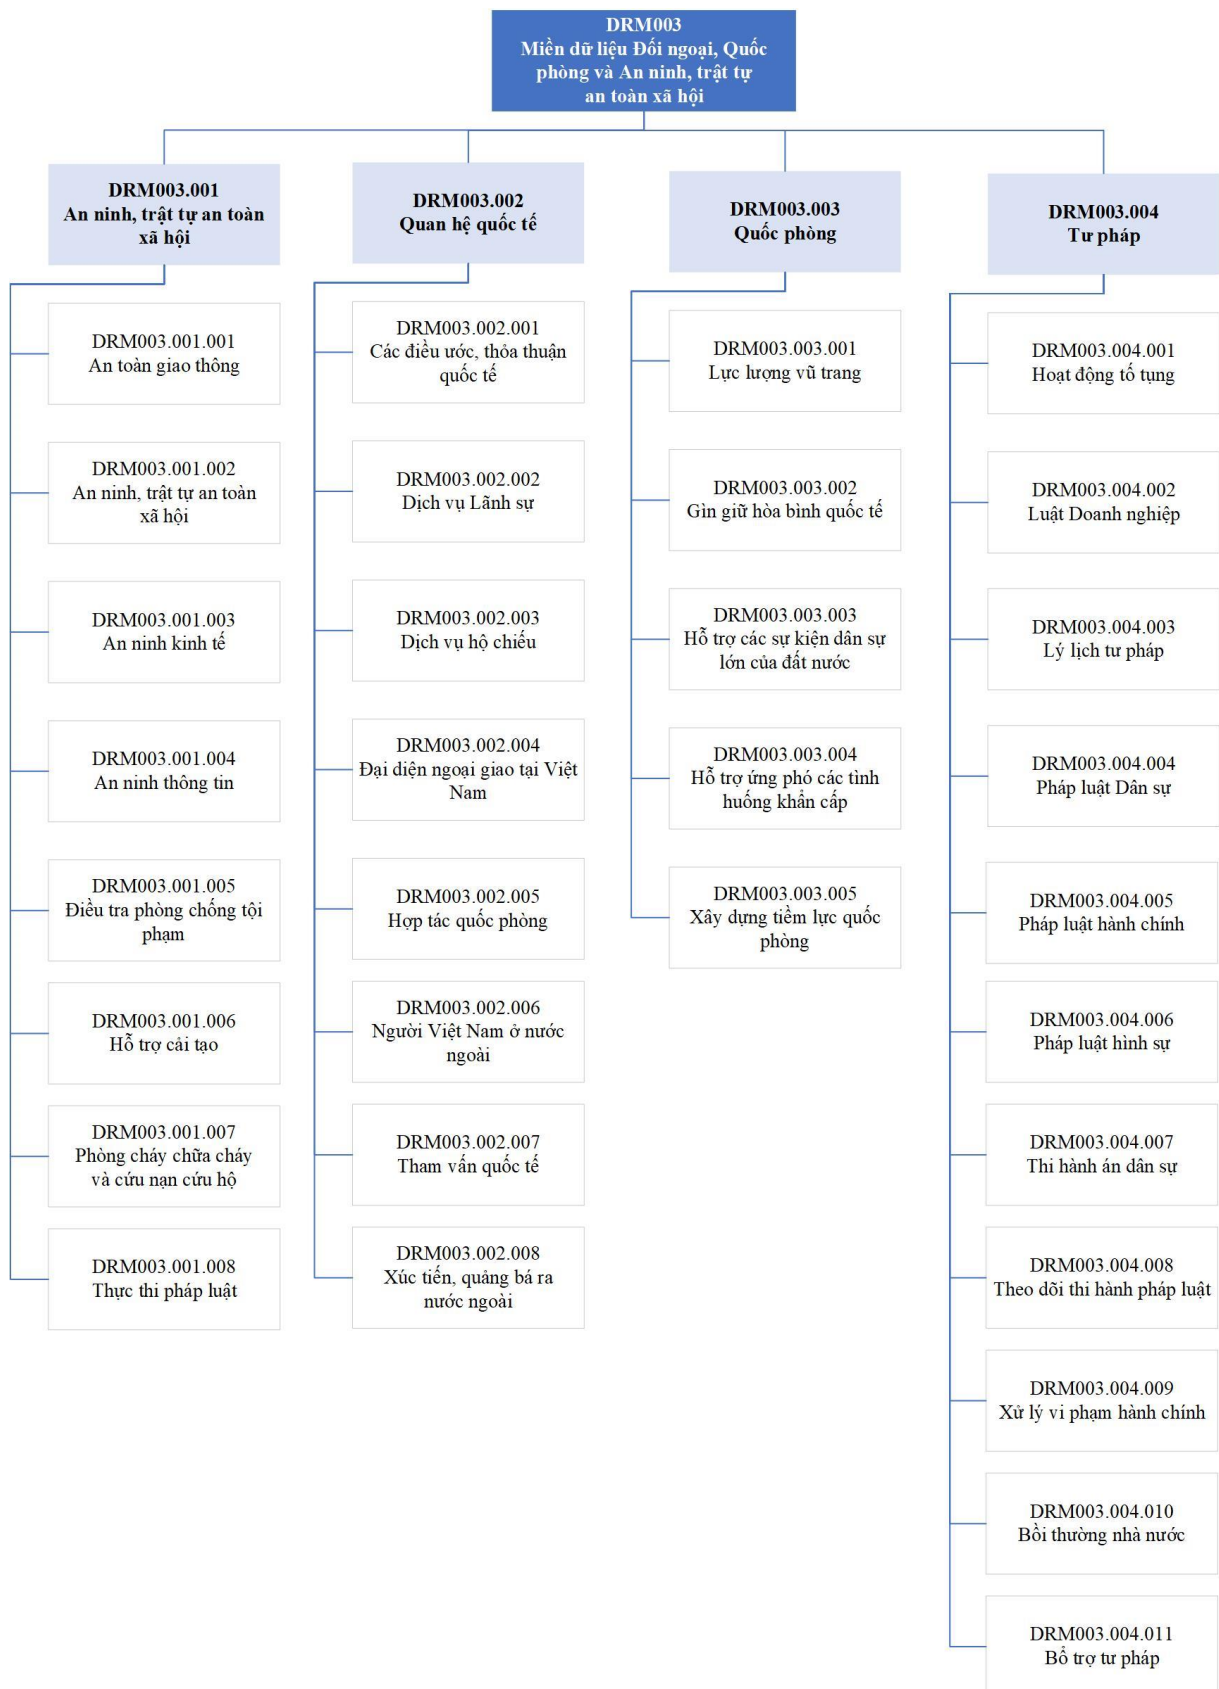 DRM003
Miền dữ liệu Đối ngoại, Quốc
phòng và An ninh, trật tự
an toàn xã hội
DRM003.001
An ninh, trật tự an toàn
xã hội
DRM003.001.001
An toàn giao thông
DRM003.001.002
An ninh, trật tự an toàn
xã hội
DRM003.001.003
An ninh kinh tế
DRM003.001.004
An ninh thông tin
DRM003.001.005
Điều tra phòng chống tội
phạm
DRM003.001.006
Hỗ trợ cải tạo
DRM003.001.007
Phòng cháy chữa cháy
và cứu nạn cứu hộ
DRM003.001.008
Thực thi pháp luật
DRM003.002
Quan hệ quốc tế
DRM003.002.001
Các điều ước, thỏa thuận
quốc tế
DRM003.002.002
Dịch vụ Lãnh sự
DRM003.002.003
Dịch vụ hộ chiếu
DRM003.002.004
Đại diện ngoại giao tại Việt
Nam
DRM003.002.005
Hợp tác quốc phòng
DRM003.002.006
Người Việt Nam ở nước
ngoài
DRM003.002.007
Tham vấn quốc tế
DRM003.002.008
Xúc tiến, quảng bá ra
nước ngoài
DRM003.003
Quốc phòng
DRM003.003.001
Lực lượng vũ trang
DRM003.003.002
Gìn giữ hòa bình quốc tế
DRM003.003.003
Hỗ trợ các sự kiện dân sự
lớn của đất nước
DRM003.003.004
Hỗ trợ ứng phó các tình
huống khẩn cấp
DRM003.003.005
Xây dựng tiềm lực quốc
phòng
DRM003.004
Tư pháp
DRM003.004.001
Hoạt động tố tụng
DRM003.004.002
Luật Doanh nghiệp
DRM003.004.003
Lý lịch tư pháp
DRM003.004.004
Pháp luật Dân sự
DRM003.004.005
Pháp luật hành chính
DRM003.004.006
Pháp luật hình sự
DRM003.004.007
Thi hành án dân sự
DRM003.004.008
Theo dõi thi hành pháp luật
DRM003.004.009
Xử lý vi phạm hành chính
DRM003.004.010
Bồi thường nhà nước
DRM003.004.011
Bổ trợ tư pháp